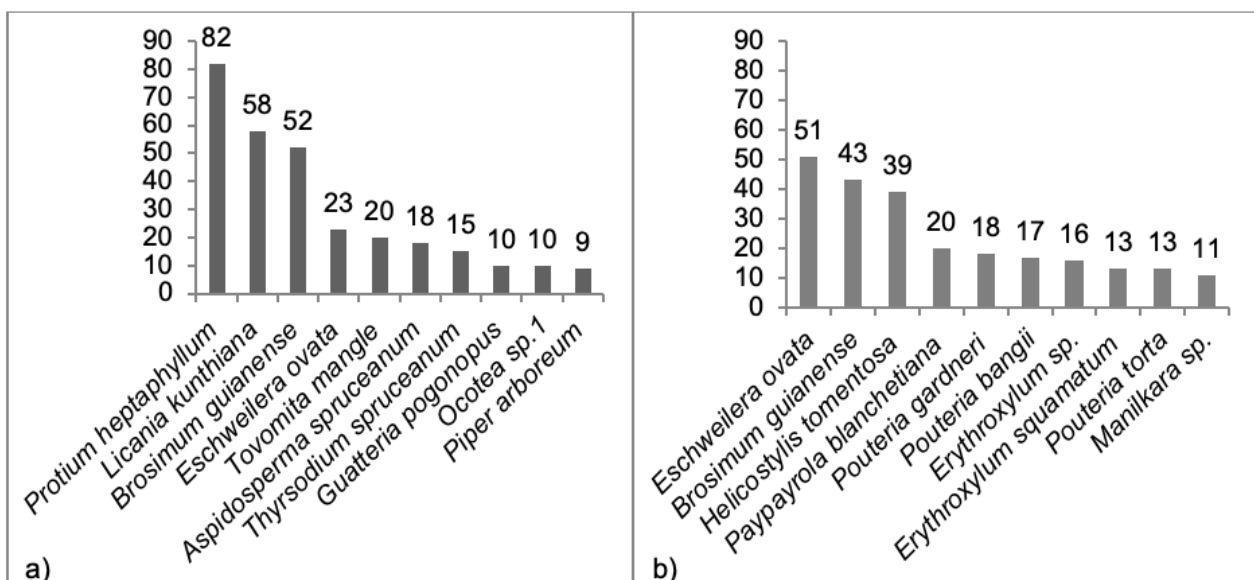 90
80
70
60
50
40
30
20
10
0
82
58
52
23
20
18
15
10
10
9
Protium heptaphyllum
Licania kunthiana
Brosimum guianense
Eschweilera ovata
Tovomita mangle
Aspidosperma spruceanum
Thyrsodium spruceanum
Guatteria pogonopus
Ocotea sp.1
Piper arboreum
a)
90
80
70
60
50
40
30
20
10
0
51
43
39
20
18
17
16
13
13
11
Eschweilera ovata
Brosimum guianense
Helicostylis tomentosa
Paypayrola blanchetiana
Pouteria gardneri
Pouteria bangii
Erythroxylum sp.
Erythroxylum squamatum
Pouteria torta
Manilkara sp.
b)